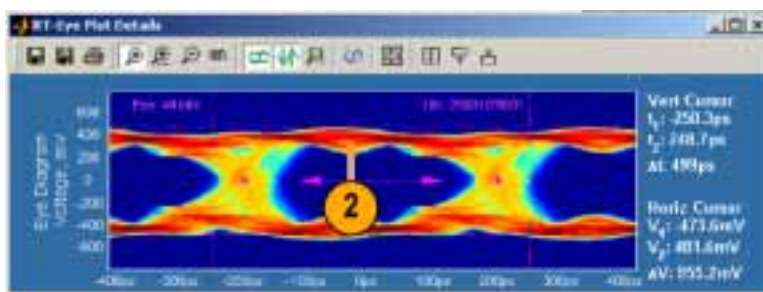 RT-Eye Plot Details
600
400
200
0
-200
-400
-600
Eye Diagram
Voltage, mV
2
-400ps
-300ps
-200ps
-100ps
0ps
100ps
200ps
300ps
400ps
Vert Cursor
t₁: -250.3ps
t₂: 248.7ps
Δt: 499ps
Horiz Cursor
V₁: -473.6mV
V₂: 481.6mV
ΔV: 955.2mV